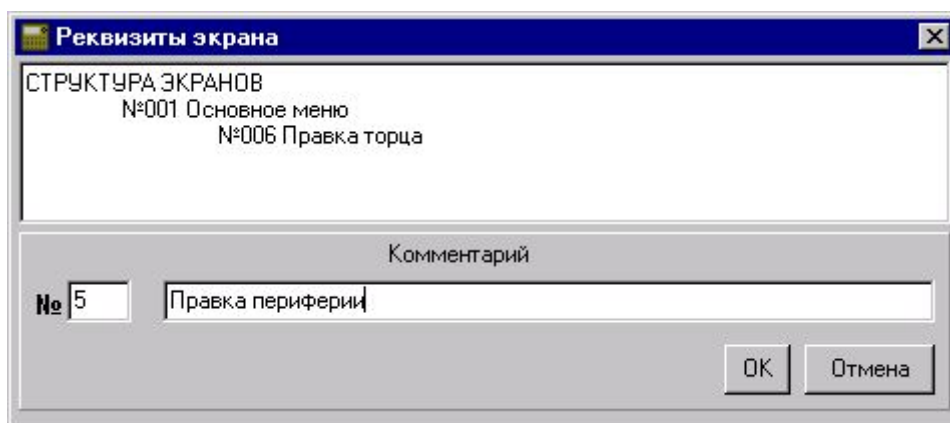 Реквизиты экрана
СТРУКТУРА ЭКРАНОВ
№001 Основное меню
№006 Правка торца
Комментарий
№ 5 Правка периферии
OK Отмена